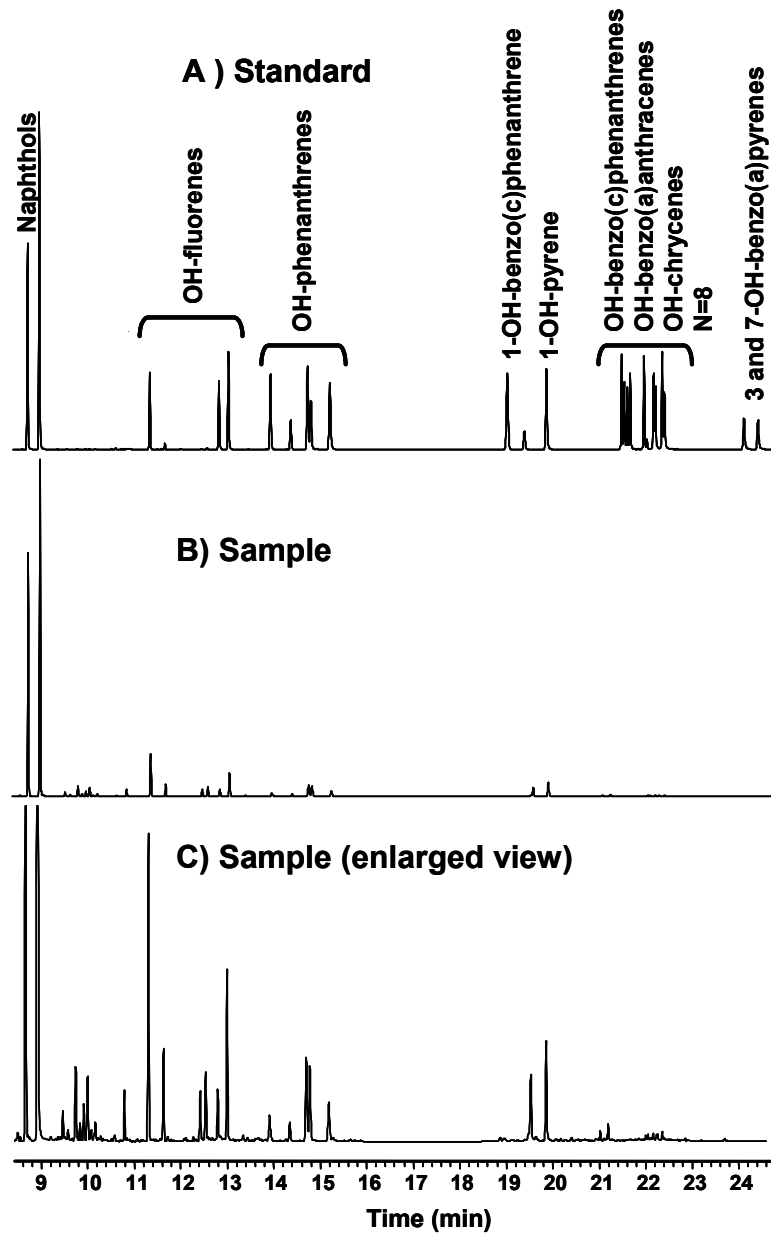 A ) Standard
Naphthols
OH-fluorenes
OH-phenanthrenes
1-OH-benzo(c)phenanthrene
1-OH-pyrene
OH-benzo(c)phenanthrenes
OH-benzo(a)anthracenes
OH-chrycenes
N=8
3 and 7-OH-benzo(a)pyrenes
B) Sample
C) Sample (enlarged view)
9 10 11 12 13 14 15 16 17 18 19 20 21 22 23 24
Time (min)